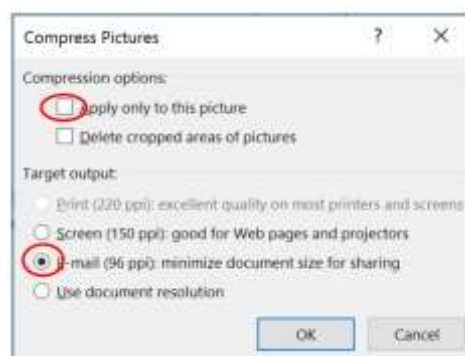 Compress Pictures ? ×
Compression options:
Apply only to this picture
Delete cropped areas of pictures
Target output:
Print (220 ppi): excellent quality on most printers and screens
Screen (150 ppi): good for Web pages and projectors
E-mail (96 ppi): minimize document size for sharing
Use document resolution
OK Cancel